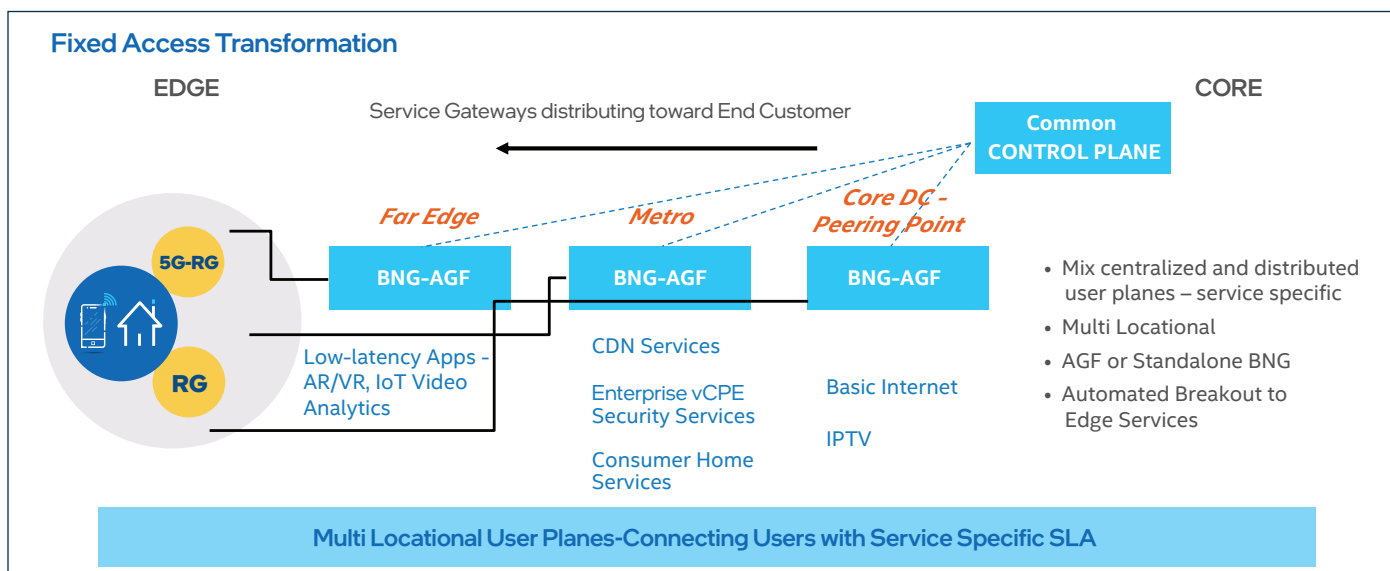 Fixed Access Transformation
EDGE
CORE
Service Gateways distributing toward End Customer
Common
CONTROL PLANE
Far Edge
Metro
Core DC -
Peering Point
5G-RG
RG
BNG-AGF
BNG-AGF
BNG-AGF
Low-latency Apps -
AR/VR, IoT Video
Analytics
CDN Services
Enterprise vCPE
Security Services
Consumer Home
Services
Basic Internet
IPTV
• Mix centralized and distributed
user planes – service specific
• Multi Locational
• AGF or Standalone BNG
• Automated Breakout to
Edge Services
Multi Locational User Planes-Connecting Users with Service Specific SLA